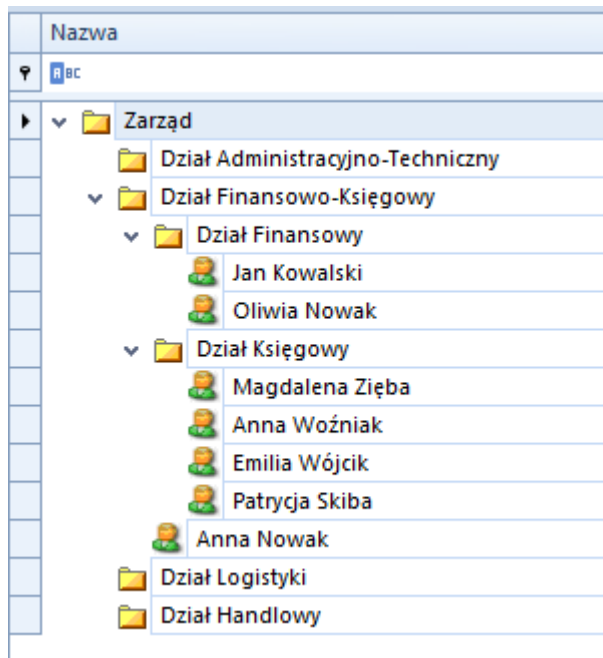 Nazwa
ABC
Zarząd
Dział Administracyjno-Techniczny
Dział Finansowo-Księgowy
Dział Finansowy
Jan Kowalski
Oliwia Nowak
Dział Księgowy
Magdalena Zięba
Anna Woźniak
Emilia Wójcik
Patrycja Skiba
Anna Nowak
Dział Logistyki
Dział Handlowy